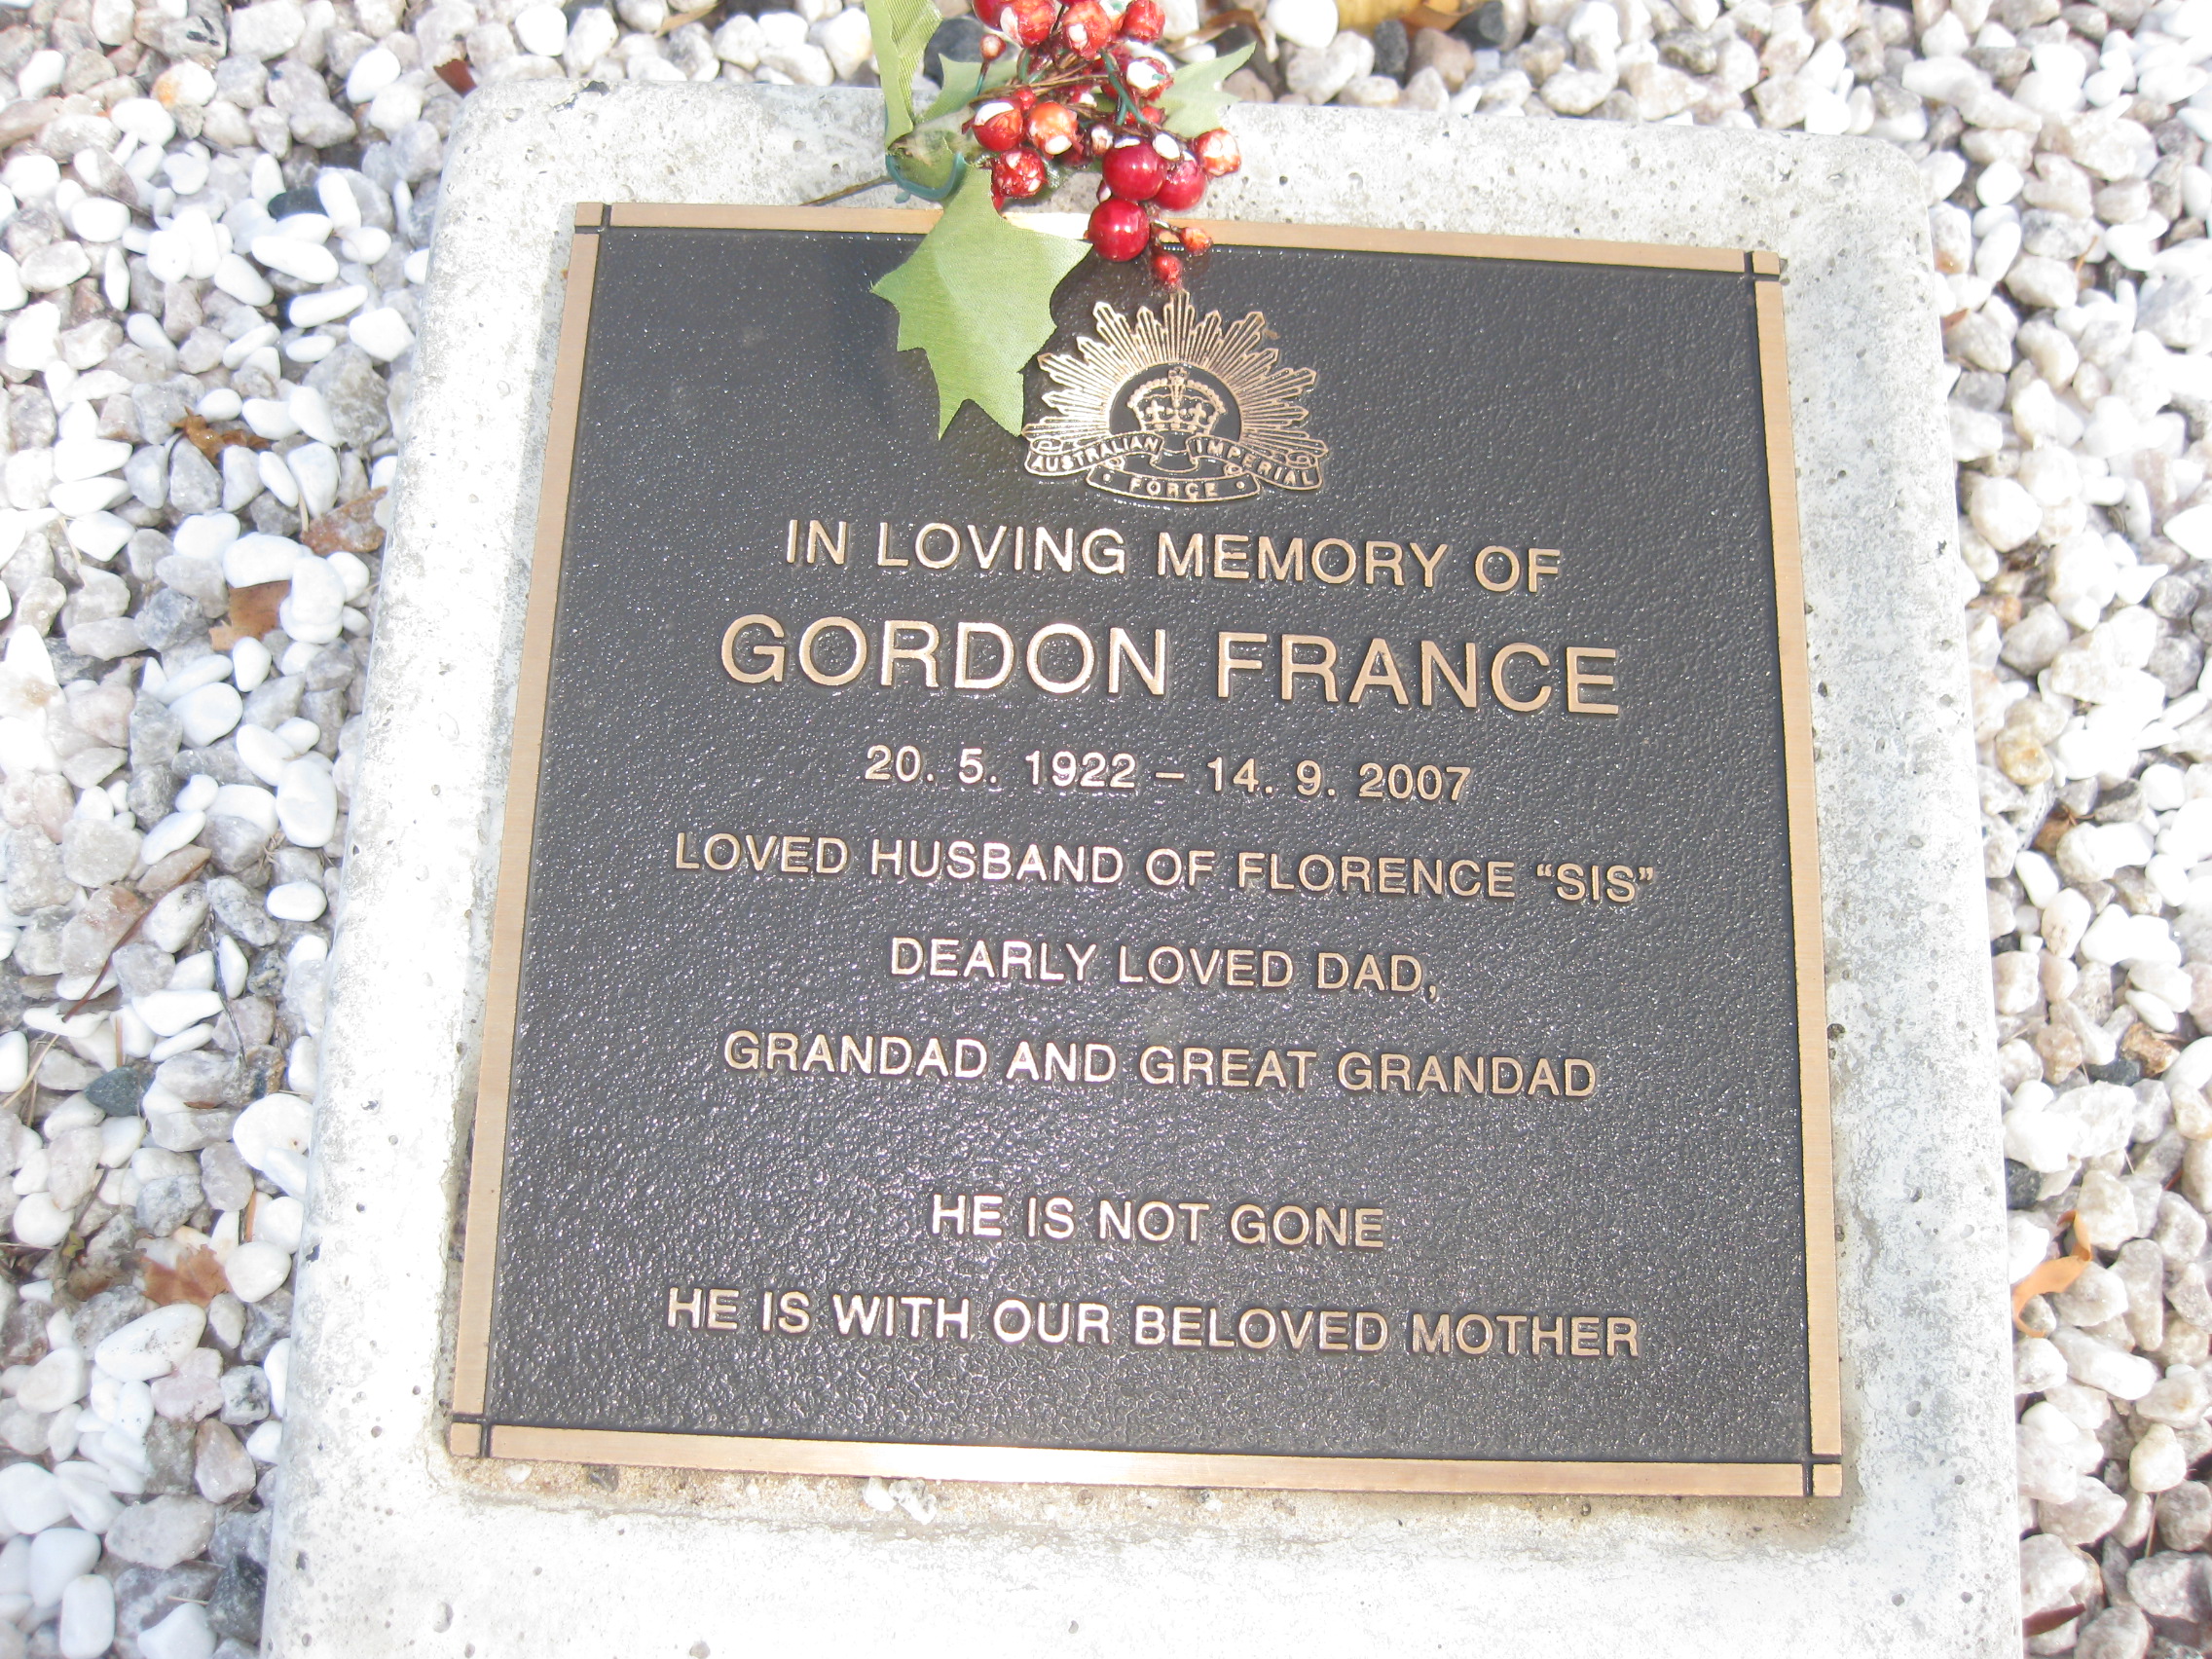 AUSTRALIAN IMPERIAL
FORCE
IN LOVING MEMORY OF
GORDON FRANCE
20. 5. 1922 – 14. 9. 2007
LOVED HUSBAND OF FLORENCE “SIS”
DEARLY LOVED DAD,
GRANDAD AND GREAT GRANDAD
HE IS NOT GONE
HE IS WITH OUR BELOVED MOTHER